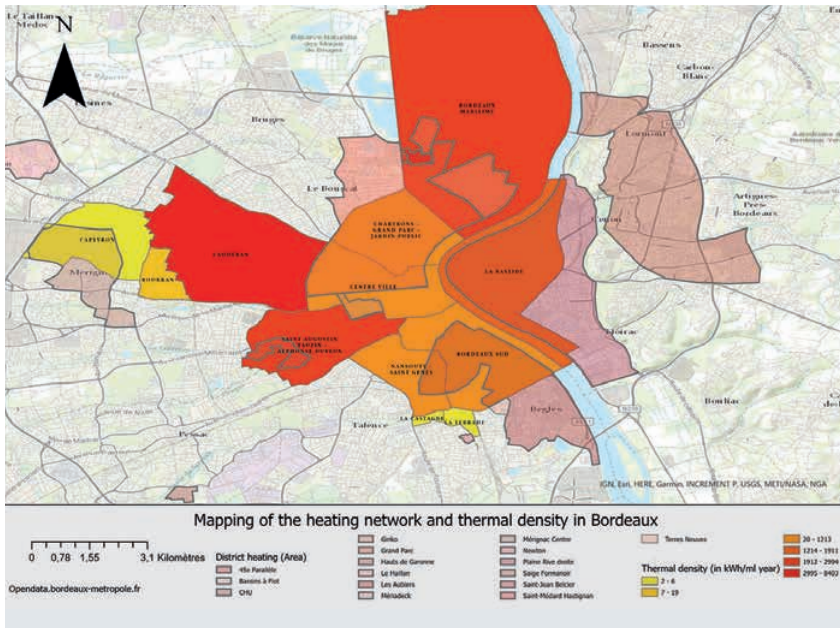 Le Taillan
Médoc
N
Bassens
Carbon-
Blanc
Bruges
BORDEAUX
MARITIME
Lormont
Le Bouscat
Artigues-
Près-
Bordeaux
CHARTRONS -
GRAND PARC -
JARDIN PUBLIC
Cenon
CAPEYRON
CAUDÉRAN
Mérignac
BOURRAN
LA BASTIDE
CENTRE VILLE
SAINT AUGUSTIN
- TAUZIN -
ALPHONSE DUPEUX
Floirac
BORDEAUX SUD
NANSOUTY
SAINT GENÈS
Bouliac
LA CASTAGNE
LA TERRADE
Bègles
Talence
Pessac
IGN, Esri, HERE, Garmin, INCREMENT P, USGS, METI/NASA, NGA
Mapping of the heating network and thermal density in Bordeaux
0 0,78 1,55 3,1 Kilomètres
Opendata.bordeaux-metropole.fr
District heating (Area)
45e Parallèle
Bassins à Flot
CHU
Ginko
Grand Parc
Hauts de Garonne
Le Haillan
Les Aubiers
Mériadeck
Mérignac Centre
Newton
Plaine Rive droite
Saige Formanoir
Saint-Jean Belcier
Saint-Médard Hastignan
Terres Neuves
Thermal density (in kWh/ml year)
2 - 6
7 - 19
20 - 1213
1214 - 1911
1912 - 2994
2995 - 8402